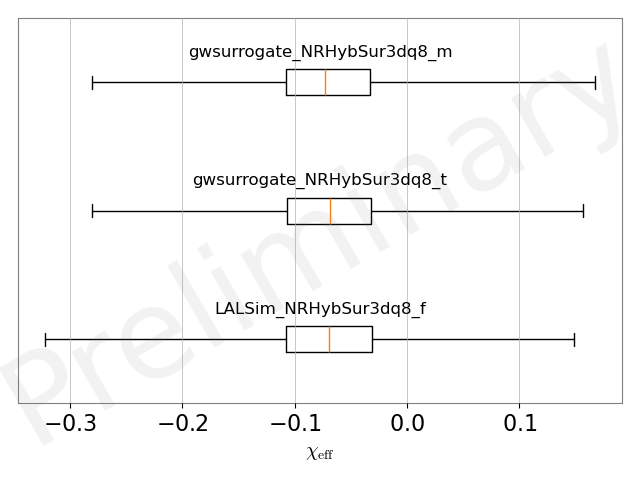 gwsurrogate_NRHybSur3dq8_m
gwsurrogate_NRHybSur3dq8_t
LALSim_NRHybSur3dq8_f
Preliminary
−0.3 −0.2 −0.1 0.0 0.1
χeff